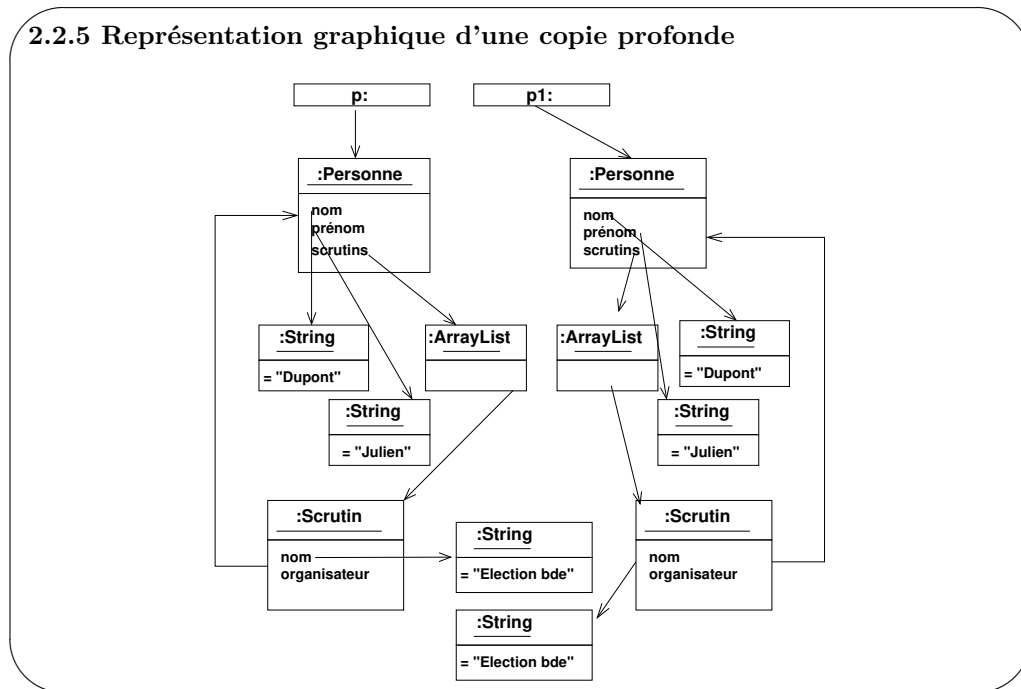 2.2.5 Représentation graphique d'une copie profonde
p:
p1:
:Personne
nom
prénom
scrutins
:Personne
nom
prénom
scrutins
:String
= "Dupont"
:ArrayList
:ArrayList
:String
= "Dupont"
:String
= "Julien"
:String
= "Julien"
:Scrutin
nom
organisateur
:String
= "Election bde"
:Scrutin
nom
organisateur
:String
= "Election bde"